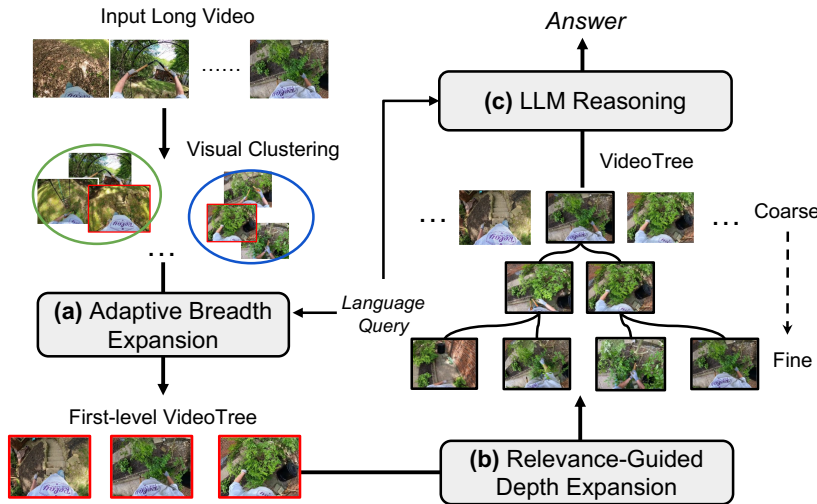 Input Long Video
......
Visual Clustering
...
(a) Adaptive Breadth
Expansion
First-level VideoTree
Language
Query
Answer
(c) LLM Reasoning
VideoTree
...
...
Coarse
Fine
(b) Relevance-Guided
Depth Expansion